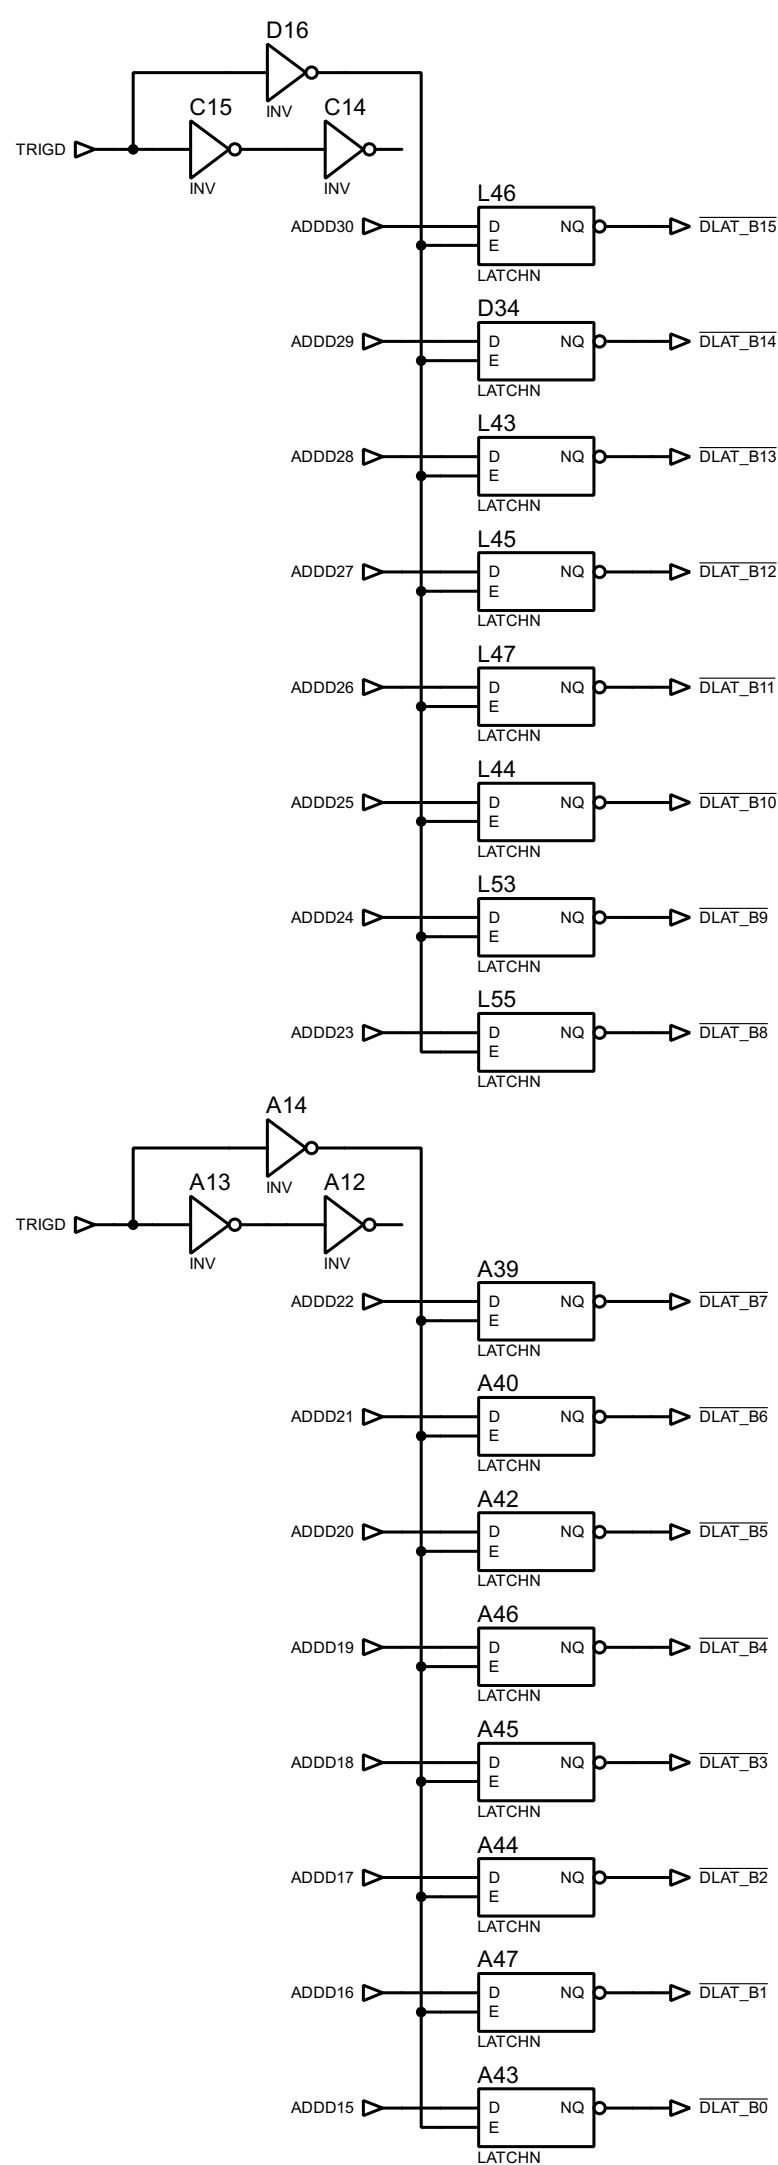 D16
INV
C15
C14
TRIGD
INV
INV
L46
ADDD30
D
NQ
DLAT_B15
E
LATCHN
D34
ADDD29
D
NQ
DLAT_B14
E
LATCHN
L43
ADDD28
D
NQ
DLAT_B13
E
LATCHN
L45
ADDD27
D
NQ
DLAT_B12
E
LATCHN
L47
ADDD26
D
NQ
DLAT_B11
E
LATCHN
L44
ADDD25
D
NQ
DLAT_B10
E
LATCHN
L53
ADDD24
D
NQ
DLAT_B9
E
LATCHN
L55
ADDD23
D
NQ
DLAT_B8
E
LATCHN
A14
INV
A13
A12
TRIGD
INV
INV
A39
ADDD22
D
NQ
DLAT_B7
E
LATCHN
A40
ADDD21
D
NQ
DLAT_B6
E
LATCHN
A42
ADDD20
D
NQ
DLAT_B5
E
LATCHN
A46
ADDD19
D
NQ
DLAT_B4
E
LATCHN
A45
ADDD18
D
NQ
DLAT_B3
E
LATCHN
A44
ADDD17
D
NQ
DLAT_B2
E
LATCHN
A47
ADDD16
D
NQ
DLAT_B1
E
LATCHN
A43
ADDD15
D
NQ
DLAT_B0
E
LATCHN